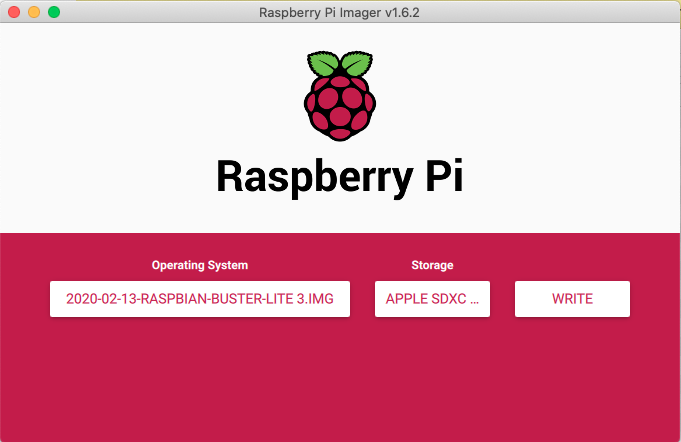 Raspberry Pi Imager v1.6.2
Raspberry Pi
Operating System
Storage
2020-02-13-RASPBIAN-BUSTER-LITE 3.IMG
APPLE SDXC ...
WRITE